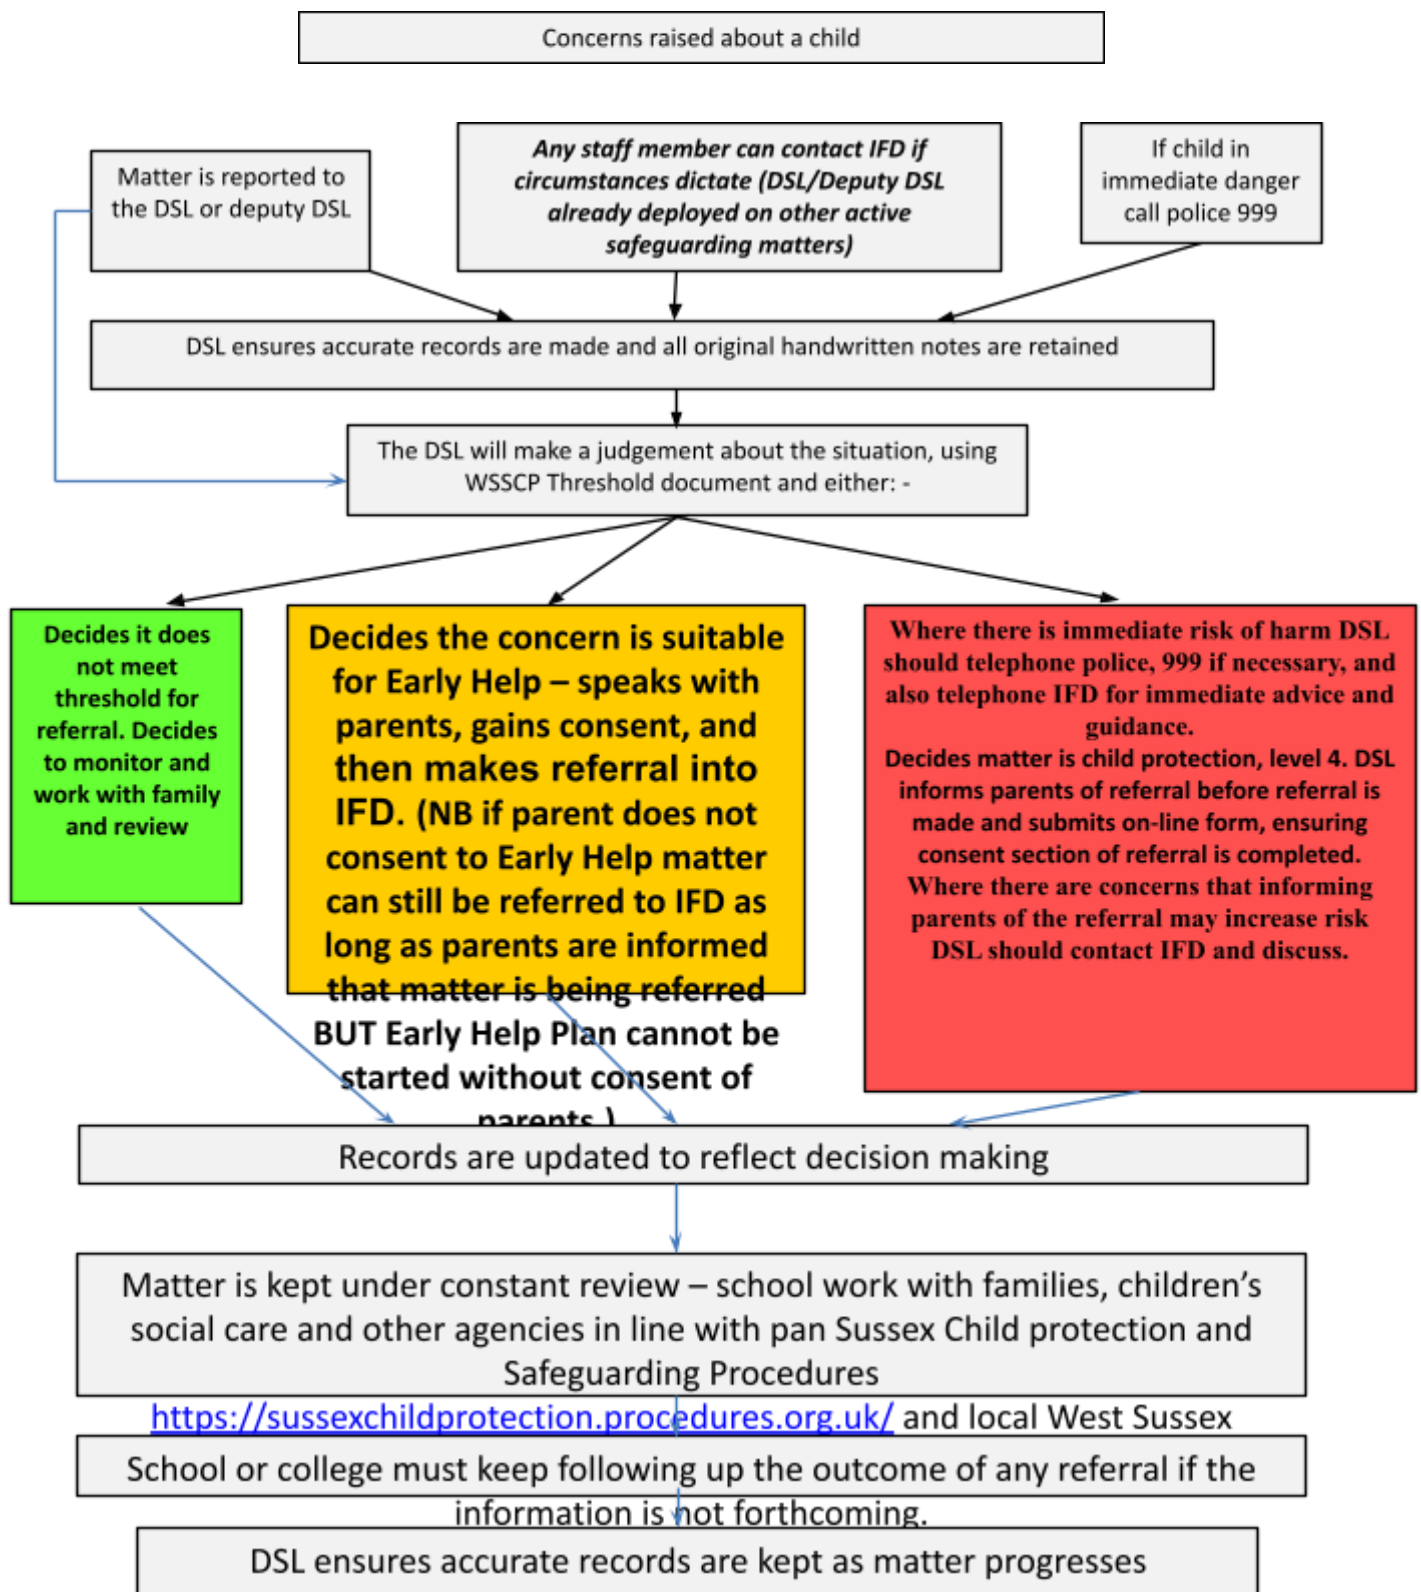 Concerns raised about a child
Matter is reported to
the DSL or deputy DSL
Any staff member can contact IFD if
circumstances dictate (DSL/Deputy DSL
already deployed on other active
safeguarding matters)
If child in
immediate danger
call police 999
DSL ensures accurate records are made and all original handwritten notes are retained
The DSL will make a judgement about the situation, using
WSSCP Threshold document and either: -
Decides it does
not meet
threshold for
referral. Decides
to monitor and
work with family
and review
Decides the concern is suitable
for Early Help – speaks with
parents, gains consent, and
then makes referral into
IFD. (NB if parent does not
consent to Early Help matter
can still be referred to IFD as
long as parents are informed
that matter is being referred
BUT Early Help Plan cannot be
started without consent of
parents.)
Where there is immediate risk of harm DSL
should telephone police, 999 if necessary, and
also telephone IFD for immediate advice and
guidance.
Decides matter is child protection, level 4. DSL
informs parents of referral before referral is
made and submits on-line form, ensuring
consent section of referral is completed.
Where there are concerns that informing
parents of the referral may increase risk
DSL should contact IFD and discuss.
Records are updated to reflect decision making
Matter is kept under constant review – school work with families, children’s
social care and other agencies in line with pan Sussex Child protection and
Safeguarding Procedures
https://sussexchildprotection.procedures.org.uk/ and local West Sussex
School or college must keep following up the outcome of any referral if the
information is not forthcoming.
DSL ensures accurate records are kept as matter progresses